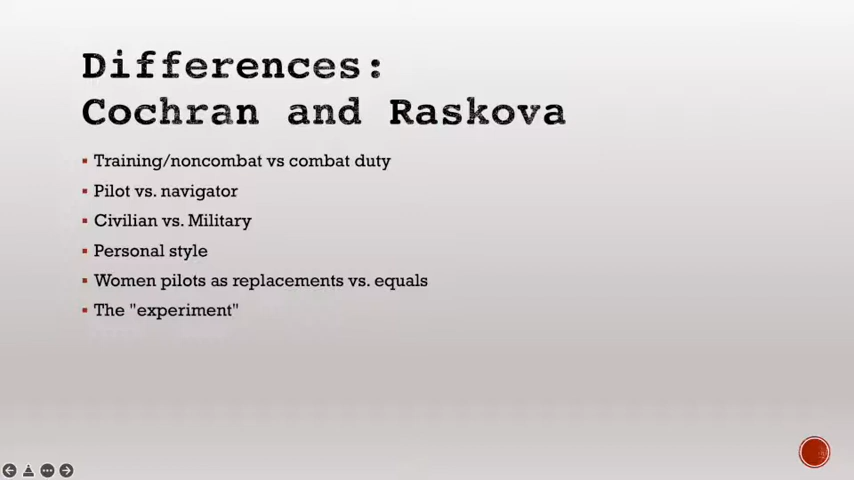 Differences:
Cochran and Raskova
▪ Training/noncombat vs combat duty
▪ Pilot vs. navigator
▪ Civilian vs. Military
▪ Personal style
▪ Women pilots as replacements vs. equals
▪ The "experiment"